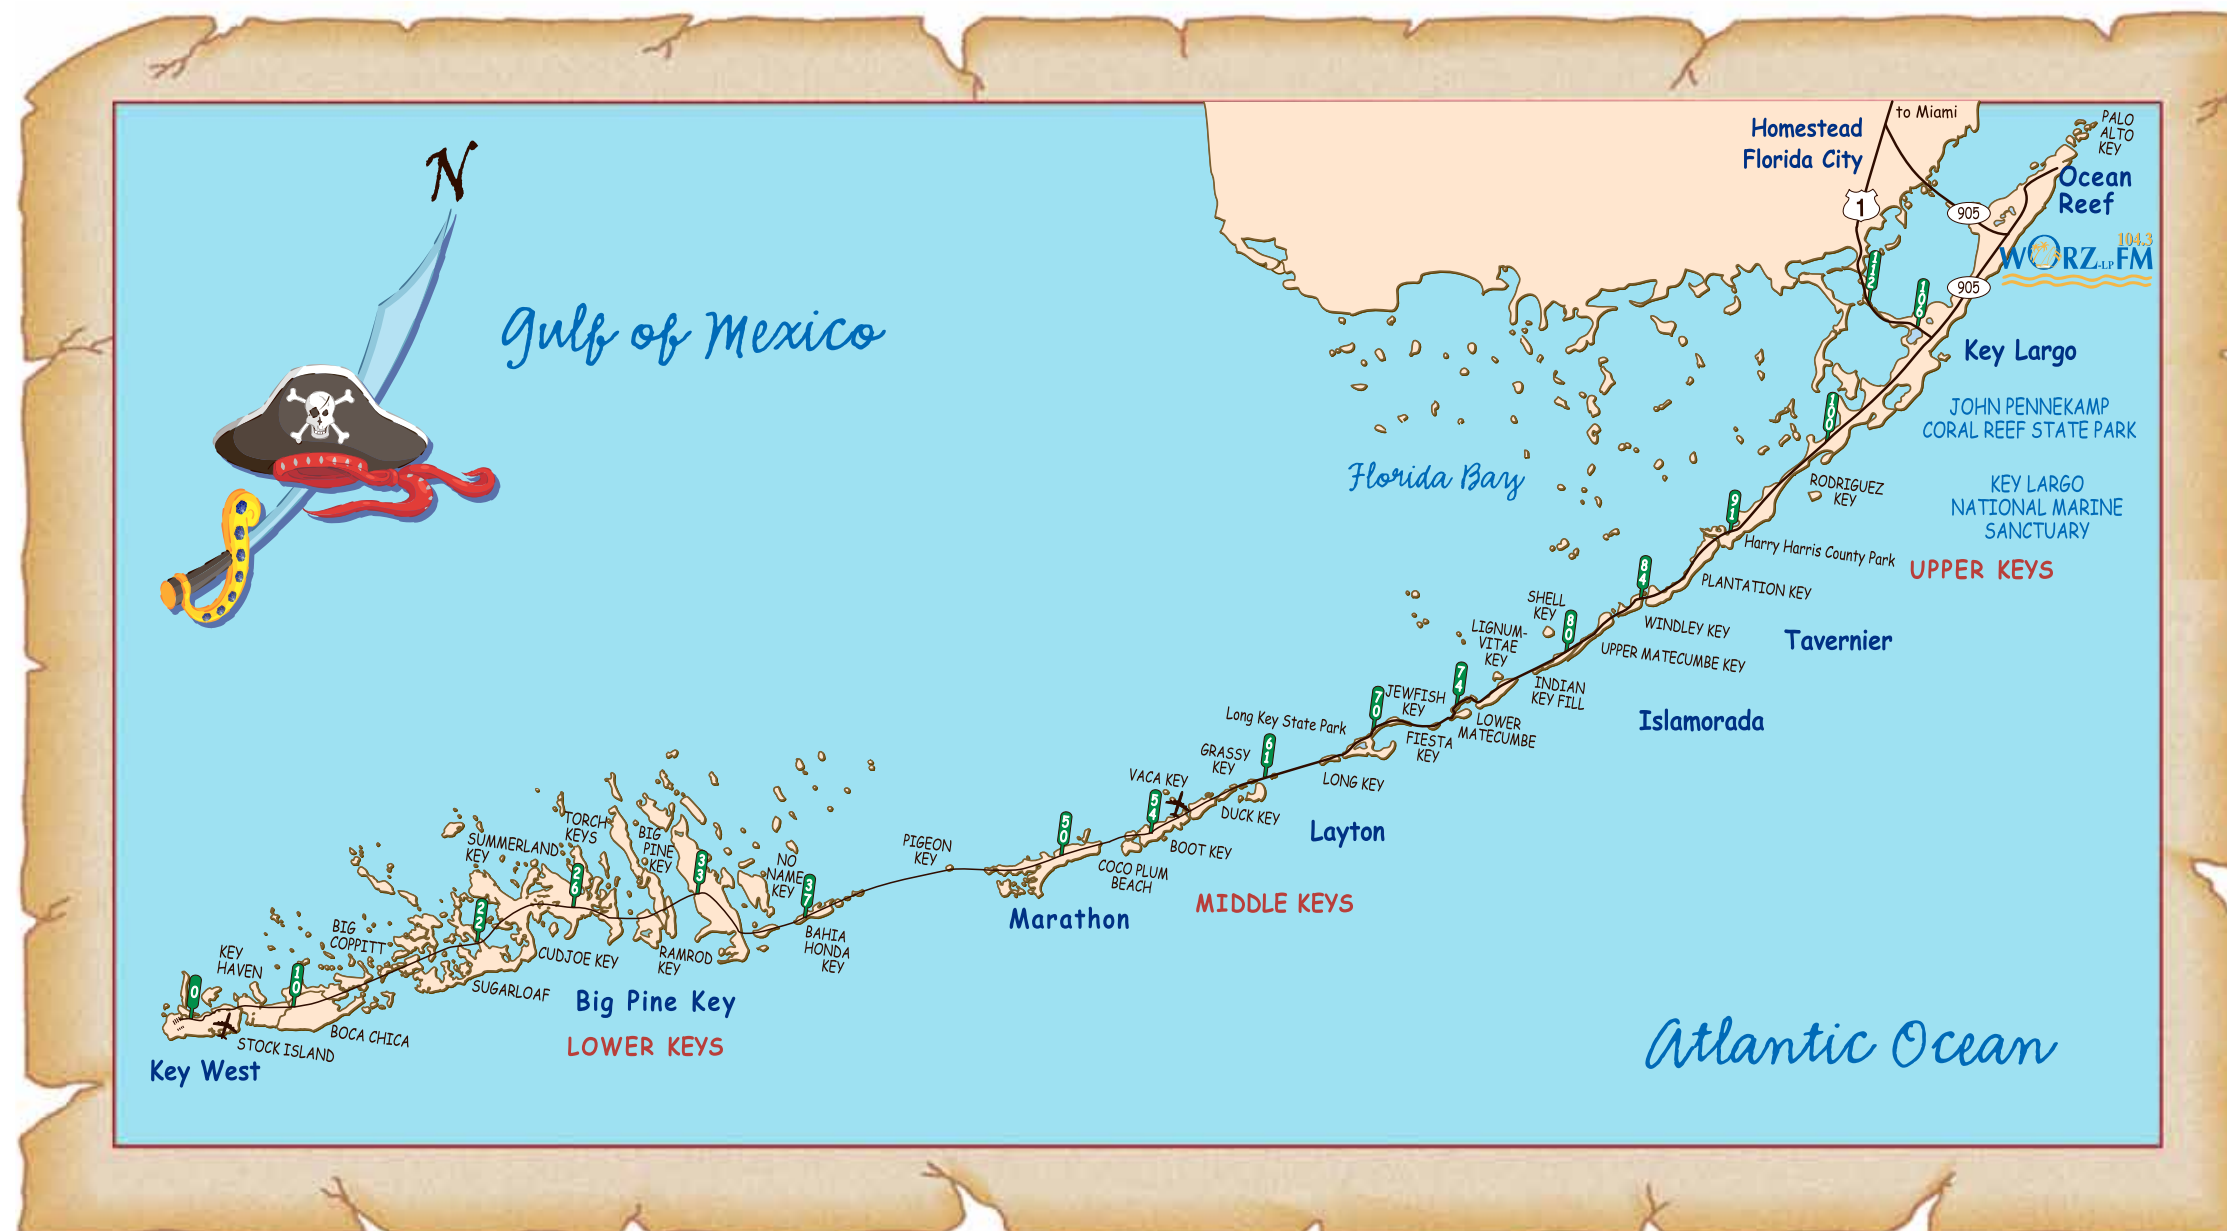 N
Gulf of Mexico
Homestead
Florida City
to Miami
1
905
905
PALO
ALTO
KEY
Ocean
Reef
104.3
WORZ-LP FM
112
106
Key Largo
JOHN PENNEKAMP
CORAL REEF STATE PARK
100
Florida Bay
RODRIGUEZ
KEY
KEY LARGO
NATIONAL MARINE
SANCTUARY
91
Harry Harris County Park
UPPER KEYS
84
PLANTATION KEY
SHELL
KEY
80
WINDLEY KEY
Tavernier
LIGNUM-
VITAE
KEY
UPPER MATECUMBE KEY
74
INDIAN
KEY FILL
70
JEWFISH
KEY
Islamorada
LOWER
MATECUMBE
Long Key State Park
FIESTA
KEY
61
GRASSY
KEY
LONG KEY
VACA KEY
54
DUCK KEY
Layton
50
BOOT KEY
PIGEON
KEY
COCO PLUM
BEACH
MIDDLE KEYS
Marathon
TORCH
KEYS
BIG
PINE
KEY
SUMMERLAND
KEY
33
NO
NAME
KEY
26
37
22
BAHIA
HONDA
KEY
BIG
COPPITT
CUDJOE KEY
RAMROD
KEY
KEY
HAVEN
10
0
SUGARLOAF
Big Pine Key
BOCA CHICA
STOCK ISLAND
LOWER KEYS
Key West
Atlantic Ocean